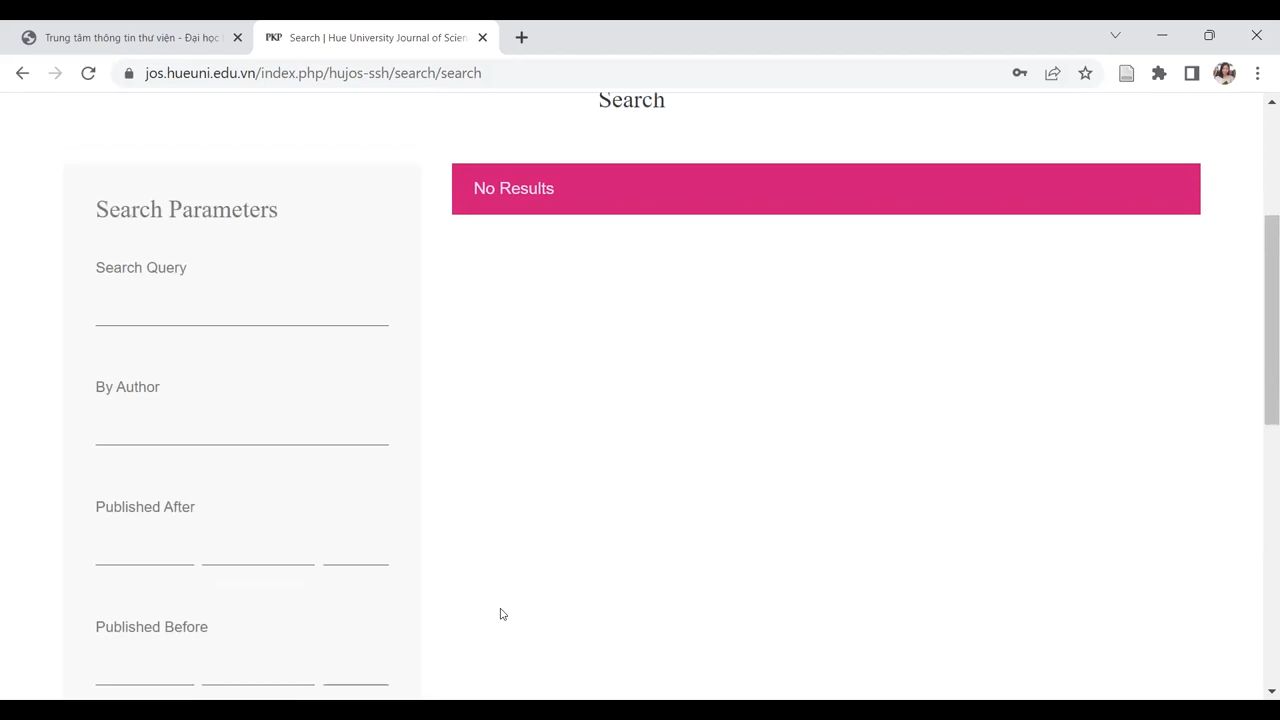 Trung tâm thông tin thư viện - Đại học
PKP Search | Hue University Journal of Scien
jos.hueuni.edu.vn/index.php/hujos-ssh/search/search
Search
No Results
Search Parameters
Search Query
By Author
Published After
Published Before